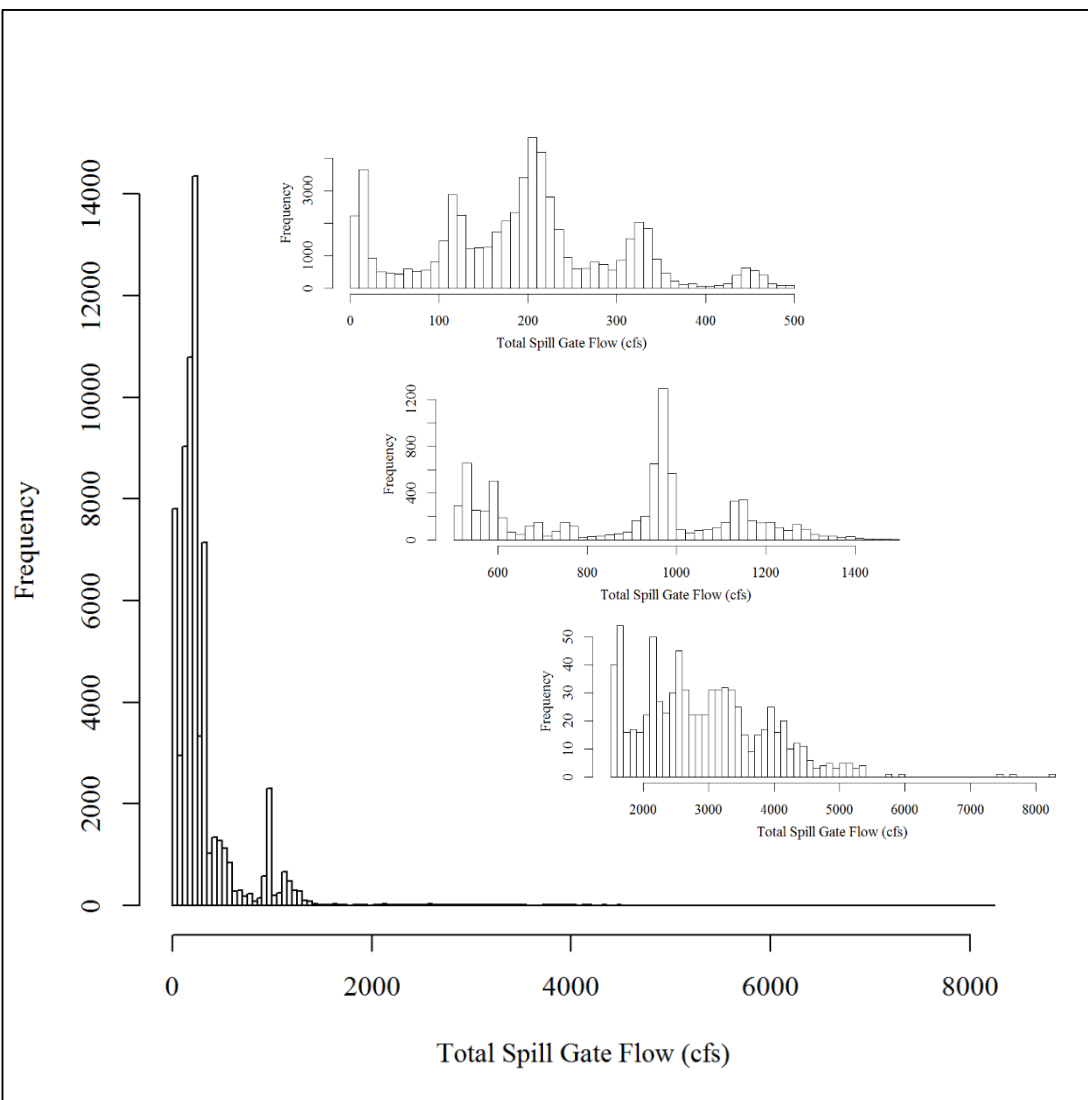 Frequency
0
2000
4000
6000
8000
10000
12000
14000
0 2000 4000 6000 8000
Total Spill Gate Flow (cfs)
Frequency
0 1000 3000
0 100 200 300 400 500
Total Spill Gate Flow (cfs)
Frequency
0 400 800 1200
600 800 1000 1200 1400
Total Spill Gate Flow (cfs)
Frequency
0 10 20 30 40 50
2000 3000 4000 5000 6000 7000 8000
Total Spill Gate Flow (cfs)